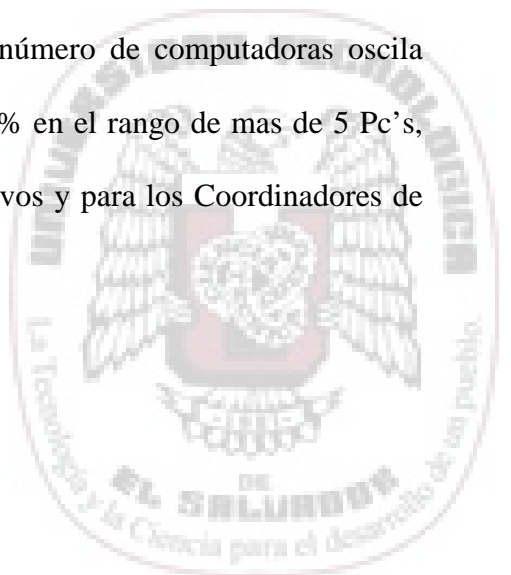 número de computadoras oscila
% en el rango de mas de 5 Pc's,
vos y para los Coordinadores de
UNIVERSIDAD TECNOLOGICA
La Tecnología y la Ciencia para el desarrollo de un pueblo.
DE
EL SALVADOR